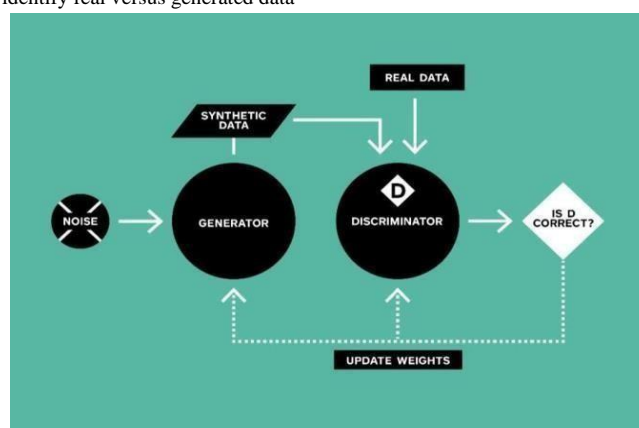 identify real versus generated data
REAL DATA
SYNTHETIC
DATA
NOISE
GENERATOR
D
DISCRIMINATOR
IS D
CORRECT?
UPDATE WEIGHTS